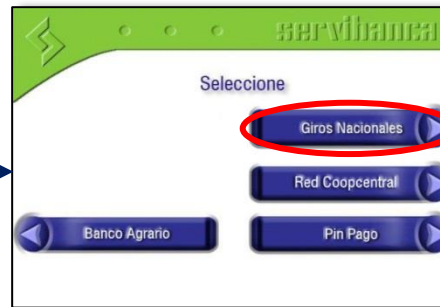 servibanca
Seleccione
Giros Nacionales
Red Coopcentral
Banco Agrario
Pin Pago